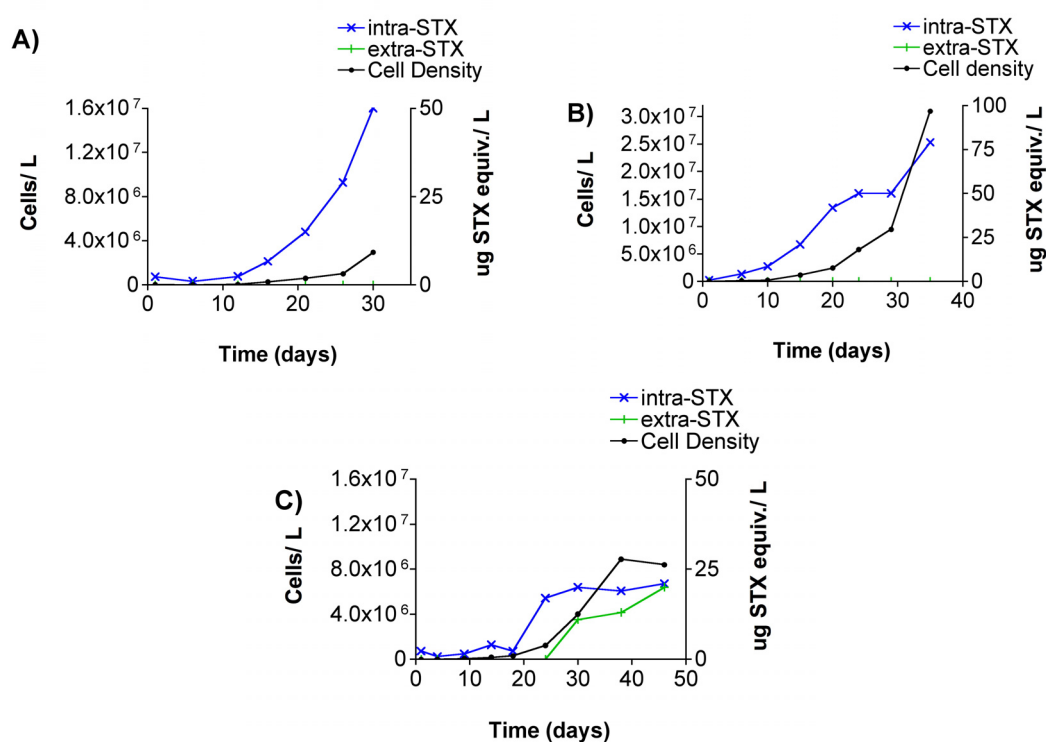 A)
intra-STX
extra-STX
Cell Density
1.6x10 7
1.2x10 7
8.0x10 6
4.0x10 6
0
Cells/ L
50
25
0
ug STX equiv./ L
0 10 20 30
Time (days)
B)
intra-STX
extra-STX
Cell density
3.0x10 7
2.5x10 7
2.0x10 7
1.5x10 7
1.0x10 7
5.0x10 6
0
Cells/ L
100
75
50
25
0
ug STX equiv./ L
0 10 20 30 40
Time (days)
C)
intra-STX
extra-STX
Cell Density
1.6x10 7
1.2x10 7
8.0x10 6
4.0x10 6
0
Cells/ L
50
25
0
ug STX equiv./ L
0 10 20 30 40 50
Time (days)